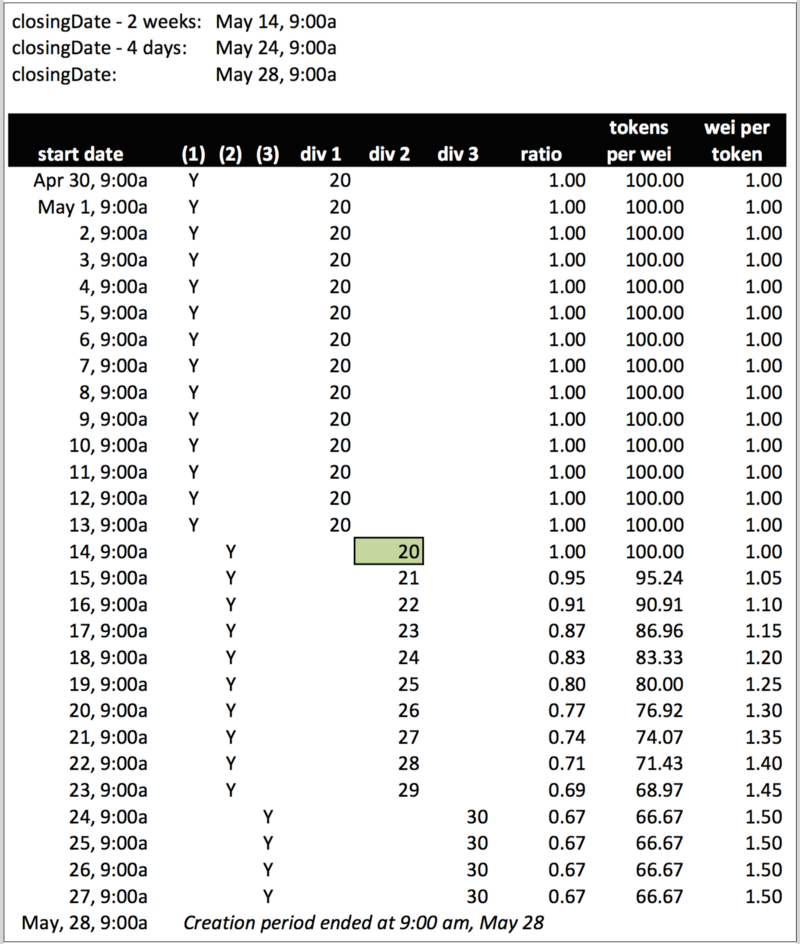 closingDate - 2 weeks: May 14, 9:00a
closingDate - 4 days: May 24, 9:00a
closingDate: May 28, 9:00a
tokens wei per
start date (1) (2) (3) div 1 div 2 div 3 ratio per wei token
Apr 30, 9:00a Y 20 1.00 100.00 1.00
May 1, 9:00a Y 20 1.00 100.00 1.00
2, 9:00a Y 20 1.00 100.00 1.00
3, 9:00a Y 20 1.00 100.00 1.00
4, 9:00a Y 20 1.00 100.00 1.00
5, 9:00a Y 20 1.00 100.00 1.00
6, 9:00a Y 20 1.00 100.00 1.00
7, 9:00a Y 20 1.00 100.00 1.00
8, 9:00a Y 20 1.00 100.00 1.00
9, 9:00a Y 20 1.00 100.00 1.00
10, 9:00a Y 20 1.00 100.00 1.00
11, 9:00a Y 20 1.00 100.00 1.00
12, 9:00a Y 20 1.00 100.00 1.00
13, 9:00a Y 20 1.00 100.00 1.00
14, 9:00a Y 20 1.00 100.00 1.00
15, 9:00a Y 21 0.95 95.24 1.05
16, 9:00a Y 22 0.91 90.91 1.10
17, 9:00a Y 23 0.87 86.96 1.15
18, 9:00a Y 24 0.83 83.33 1.20
19, 9:00a Y 25 0.80 80.00 1.25
20, 9:00a Y 26 0.77 76.92 1.30
21, 9:00a Y 27 0.74 74.07 1.35
22, 9:00a Y 28 0.71 71.43 1.40
23, 9:00a Y 29 0.69 68.97 1.45
24, 9:00a Y 30 0.67 66.67 1.50
25, 9:00a Y 30 0.67 66.67 1.50
26, 9:00a Y 30 0.67 66.67 1.50
27, 9:00a Y 30 0.67 66.67 1.50
May, 28, 9:00a Creation period ended at 9:00 am, May 28